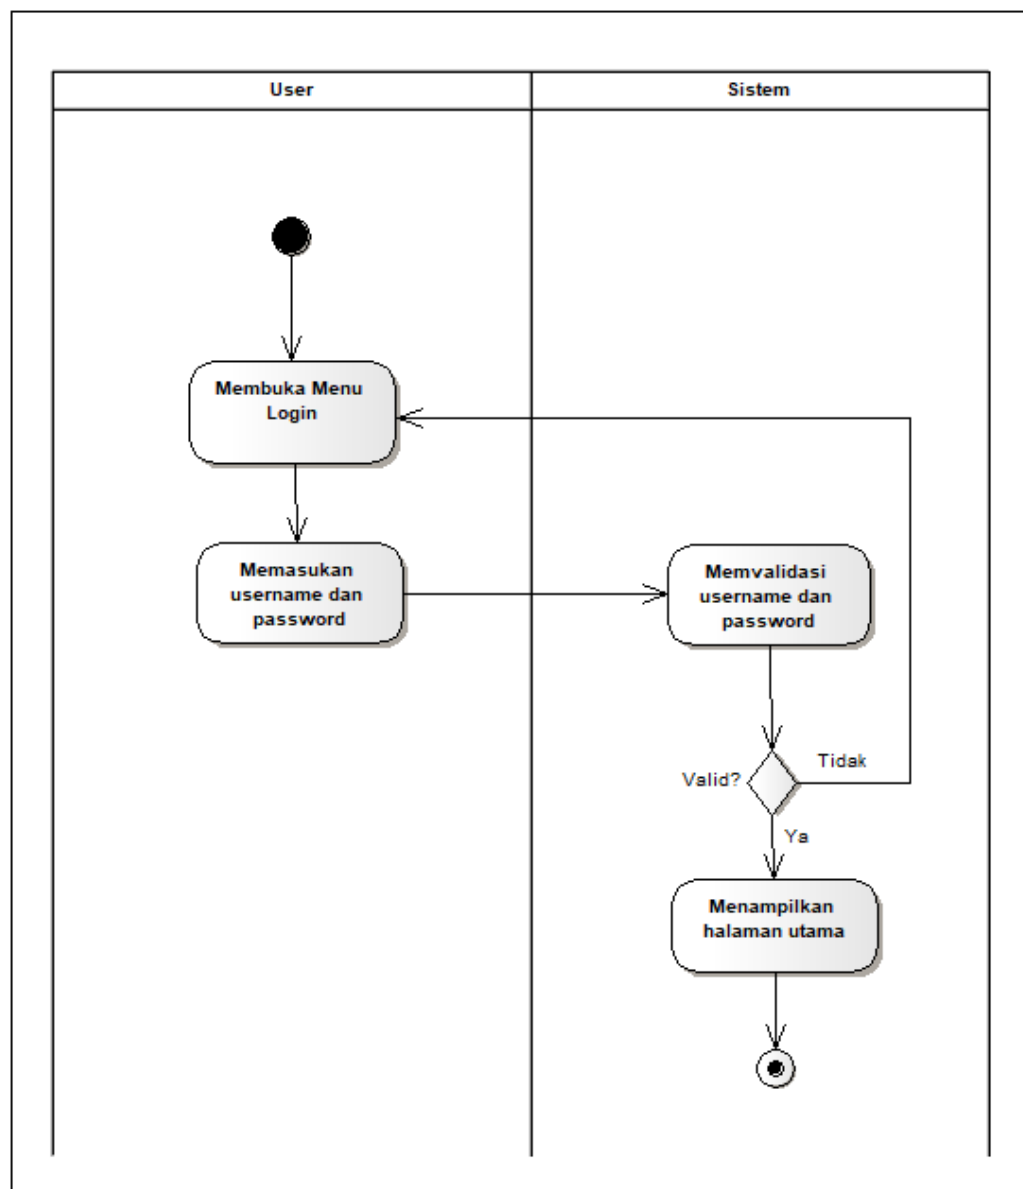 User
Sistem
Membuka Menu
Login
Memasukan
username dan
password
Memvalidasi
username dan
password
Valid?
Tidak
Ya
Menampilkan
halaman utama